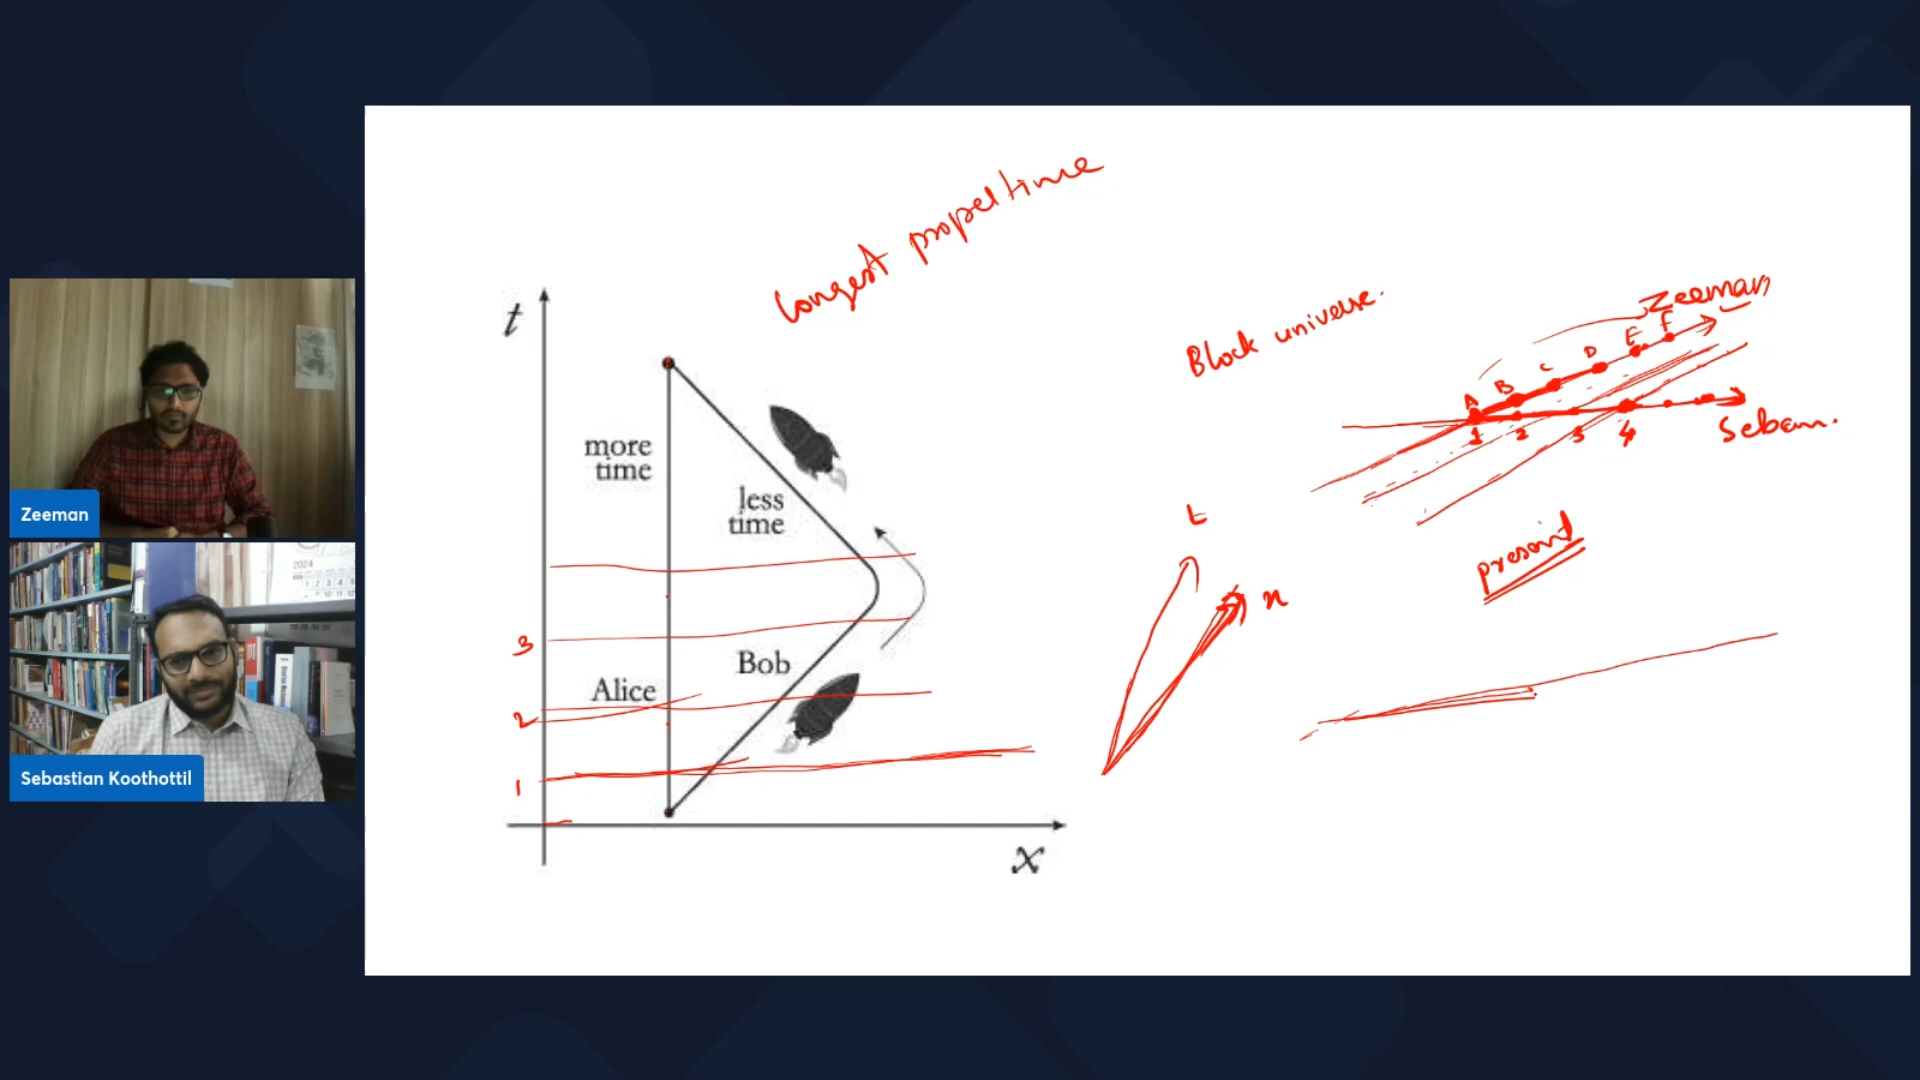 Longest proper time
t
more
time
less
time
Bob
Alice
3
2
1
x
Block universe.
Zeeman
A B C D E F
1 2 3 4
Seban.
t
x
present
Zeeman
2024
Sebastian Koothottil